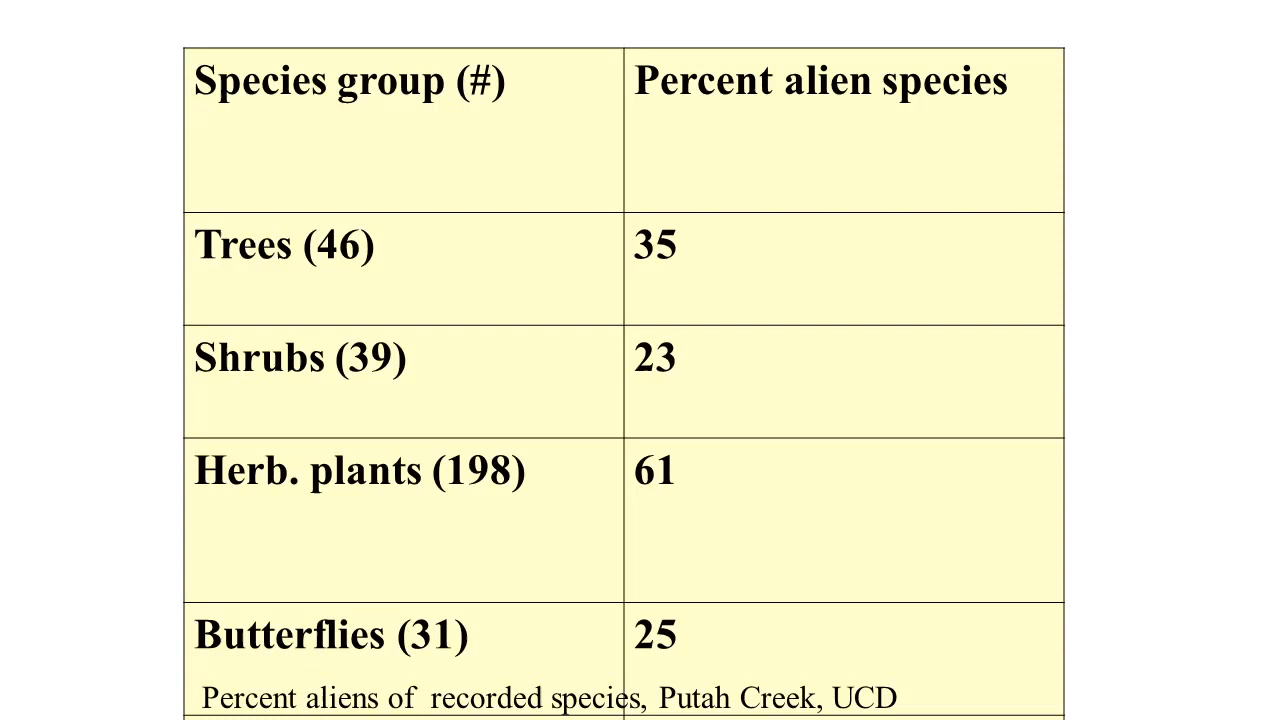 Species group (#) Percent alien species
Trees (46) 35
Shrubs (39) 23
Herb. plants (198) 61
Butterflies (31) 25
Percent aliens of  recorded species, Putah Creek, UCD